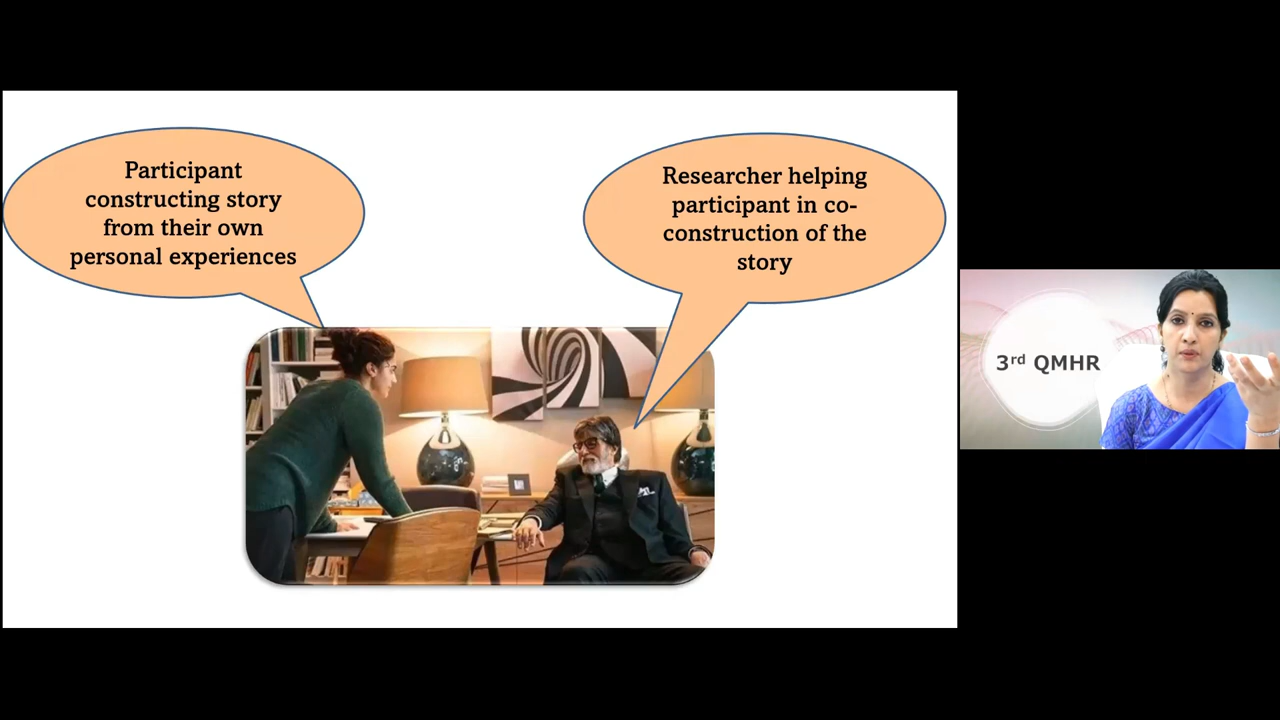 Participant
constructing story
from their own
personal experiences
Researcher helping
participant in co-
construction of the
story
3rd QMHR